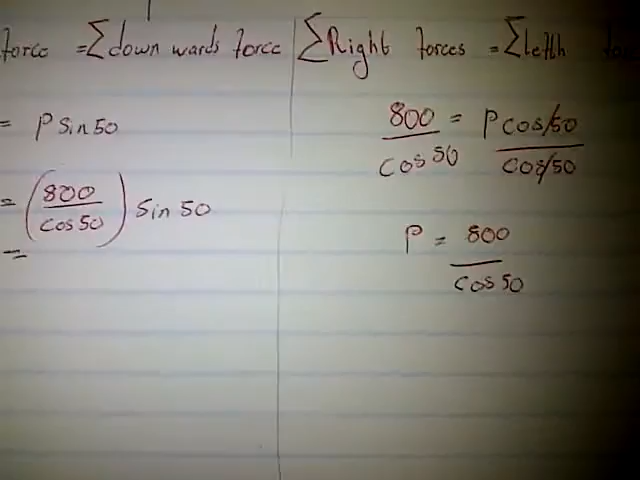 force = Σ down wards force
= P Sin 50
= (800 / cos 50) Sin 50
=
Σ Right forces = Σ letth
800 / cos 50 = P cos 50 / cos 50
P = 800 / cos 50